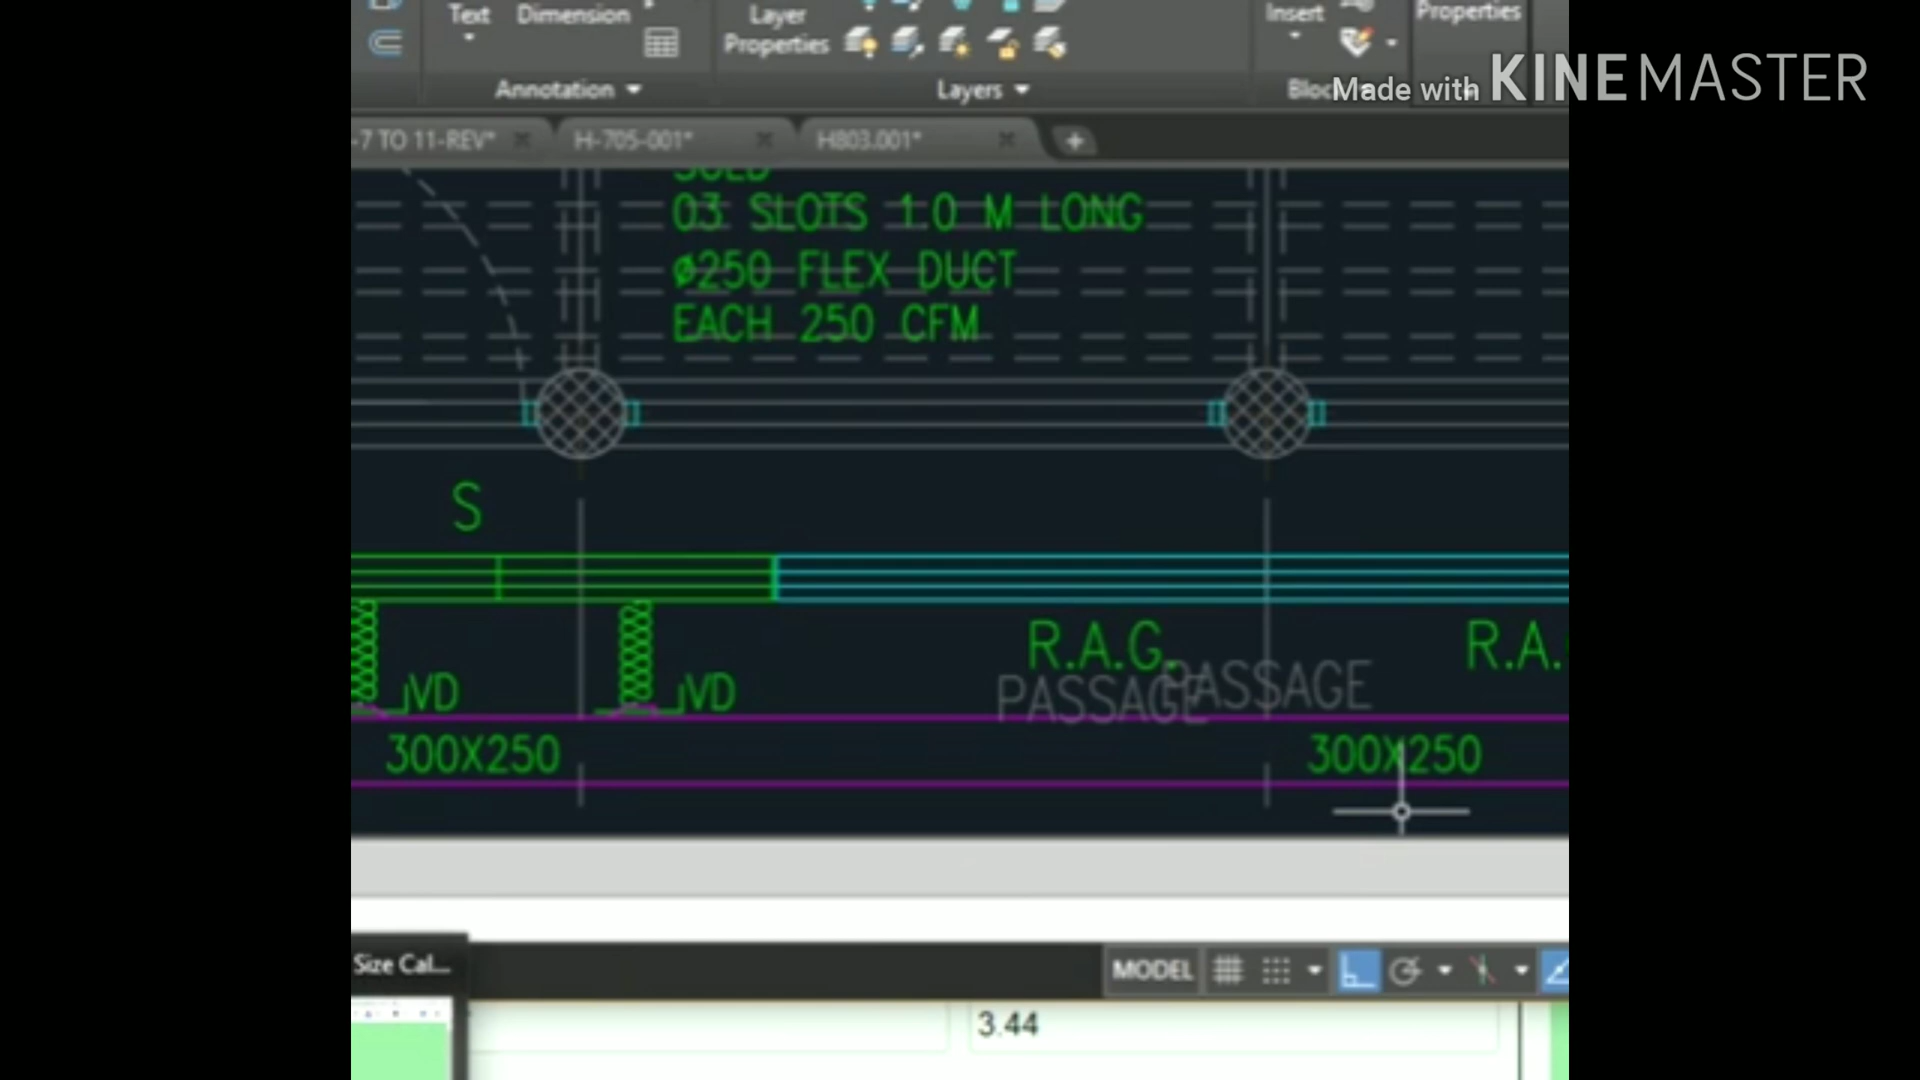 Text
Dimension
Layer
Properties
Insert
Properties
Annotation
Layers
Made with KINEMASTER
-7 TO 11-REV*
H-705-001*
H803.001*
03 SLOTS 1.0 M LONG
ø250 FLEX DUCT
EACH 250 CFM
S
R.A.G.
R.A.
PASSAGE
PASSAGE
VD
VD
300X250
300X250
Size Cal...
MODEL
3.44